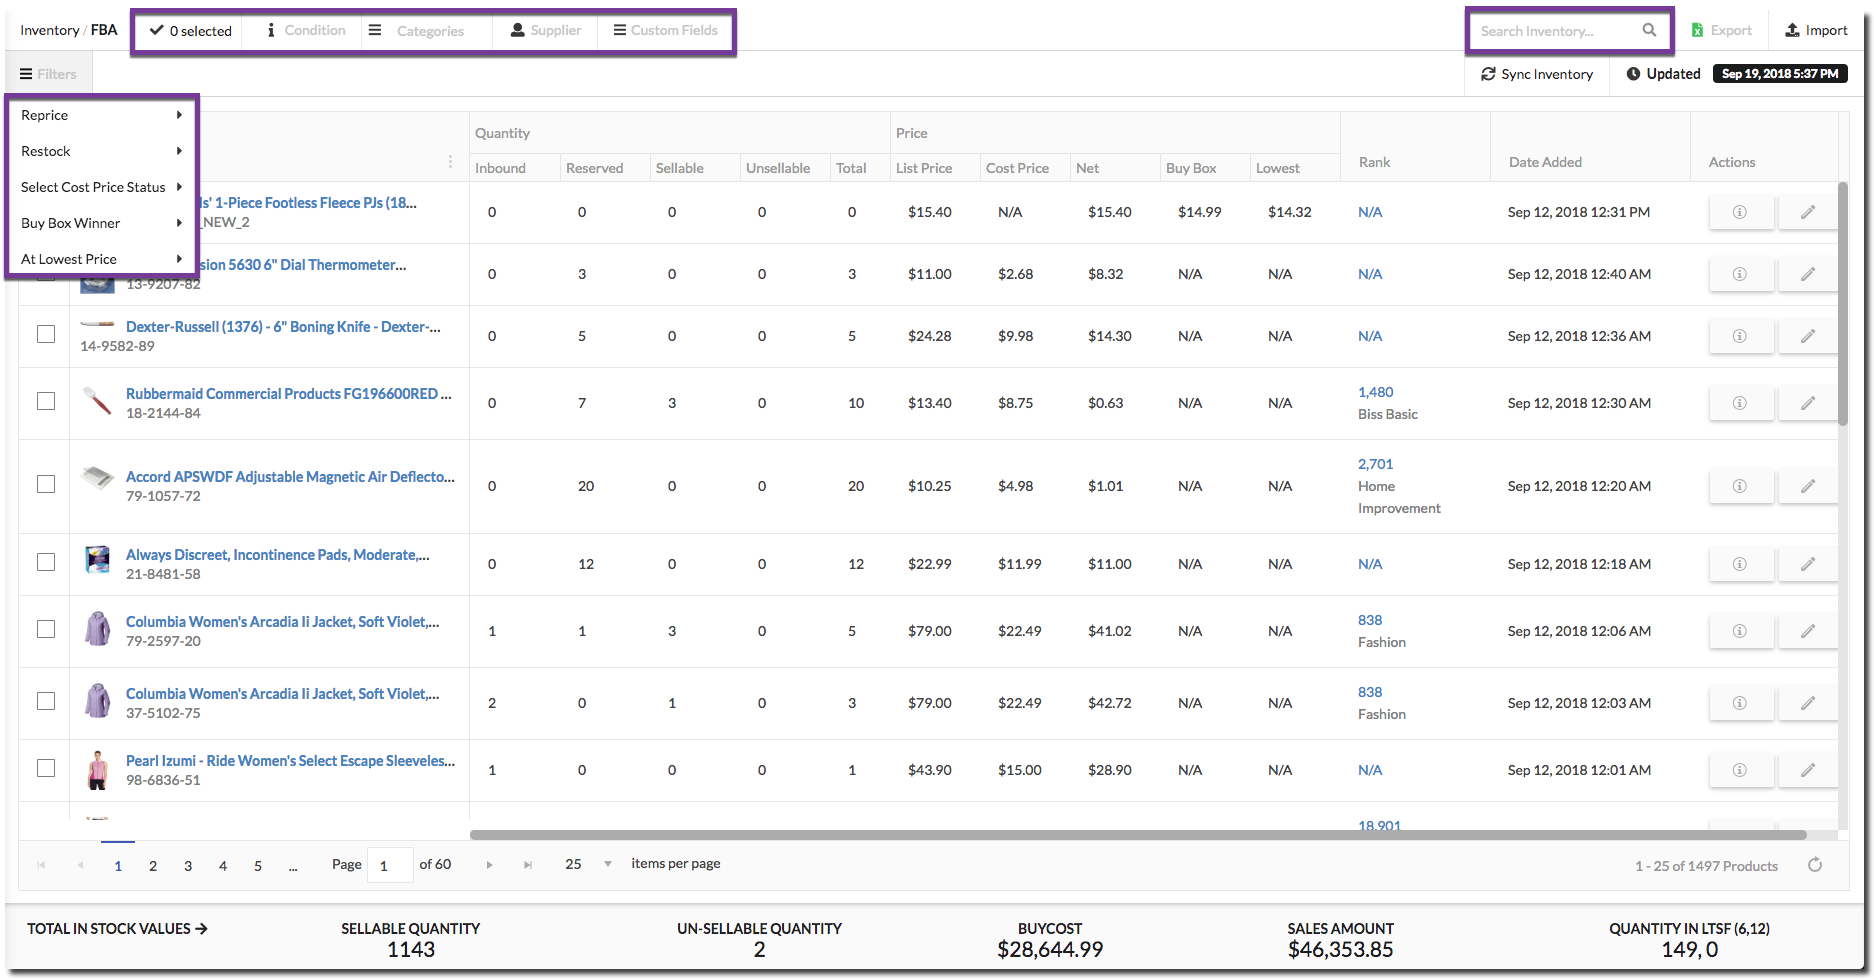 Inventory / FBA
0 selected
Condition
Categories
Supplier
Custom Fields
Search Inventory...
Export
Import
Filters
Sync Inventory
Updated
Sep 19, 2018 5:37 PM
Reprice
Restock
Select Cost Price Status
Buy Box Winner
At Lowest Price
Quantity
Price
Inbound
Reserved
Sellable
Unsellable
Total
List Price
Cost Price
Net
Buy Box
Lowest
Rank
Date Added
Actions
1-Piece Footless Fleece PJs (18...
_NEW_2
0 0 0 0 0 $15.40 N/A $15.40 $14.99 $14.32 N/A Sep 12, 2018 12:31 PM
5630 6" Dial Thermometer...
13-9207-82
0 3 0 0 3 $11.00 $2.68 $8.32 N/A N/A N/A Sep 12, 2018 12:40 AM
Dexter-Russell (1376) - 6" Boning Knife - Dexter-...
14-9582-89
0 5 0 0 5 $24.28 $9.98 $14.30 N/A N/A N/A Sep 12, 2018 12:36 AM
Rubbermaid Commercial Products FG196600RED ...
18-2144-84
0 7 3 0 10 $13.40 $8.75 $0.63 N/A N/A 1,480 Sep 12, 2018 12:30 AM
Biss Basic
Accord APSWDF Adjustable Magnetic Air Deflecto...
79-1057-72
0 20 0 0 20 $10.25 $4.98 $1.01 N/A N/A 2,701 Sep 12, 2018 12:20 AM
Home
Improvement
Always Discreet, Incontinence Pads, Moderate,...
21-8481-58
0 12 0 0 12 $22.99 $11.99 $11.00 N/A N/A N/A Sep 12, 2018 12:18 AM
Columbia Women's Arcadia Ii Jacket, Soft Violet,...
79-2597-20
1 1 3 0 5 $79.00 $22.49 $41.02 N/A N/A 838 Sep 12, 2018 12:06 AM
Fashion
Columbia Women's Arcadia Ii Jacket, Soft Violet,...
37-5102-75
2 0 1 0 3 $79.00 $22.49 $42.72 N/A N/A 838 Sep 12, 2018 12:03 AM
Fashion
Pearl Izumi - Ride Women's Select Escape Sleeveles...
98-6836-51
1 0 0 0 1 $43.90 $15.00 $28.90 N/A N/A N/A Sep 12, 2018 12:01 AM
18,901
1 2 3 4 5 ... Page 1 of 60 25 items per page
1 - 25 of 1497 Products
TOTAL IN STOCK VALUES
SELLABLE QUANTITY
1143
UN-SELLABLE QUANTITY
2
BUYCOST
$28,644.99
SALES AMOUNT
$46,353.85
QUANTITY IN LTSF (6,12)
149, 0